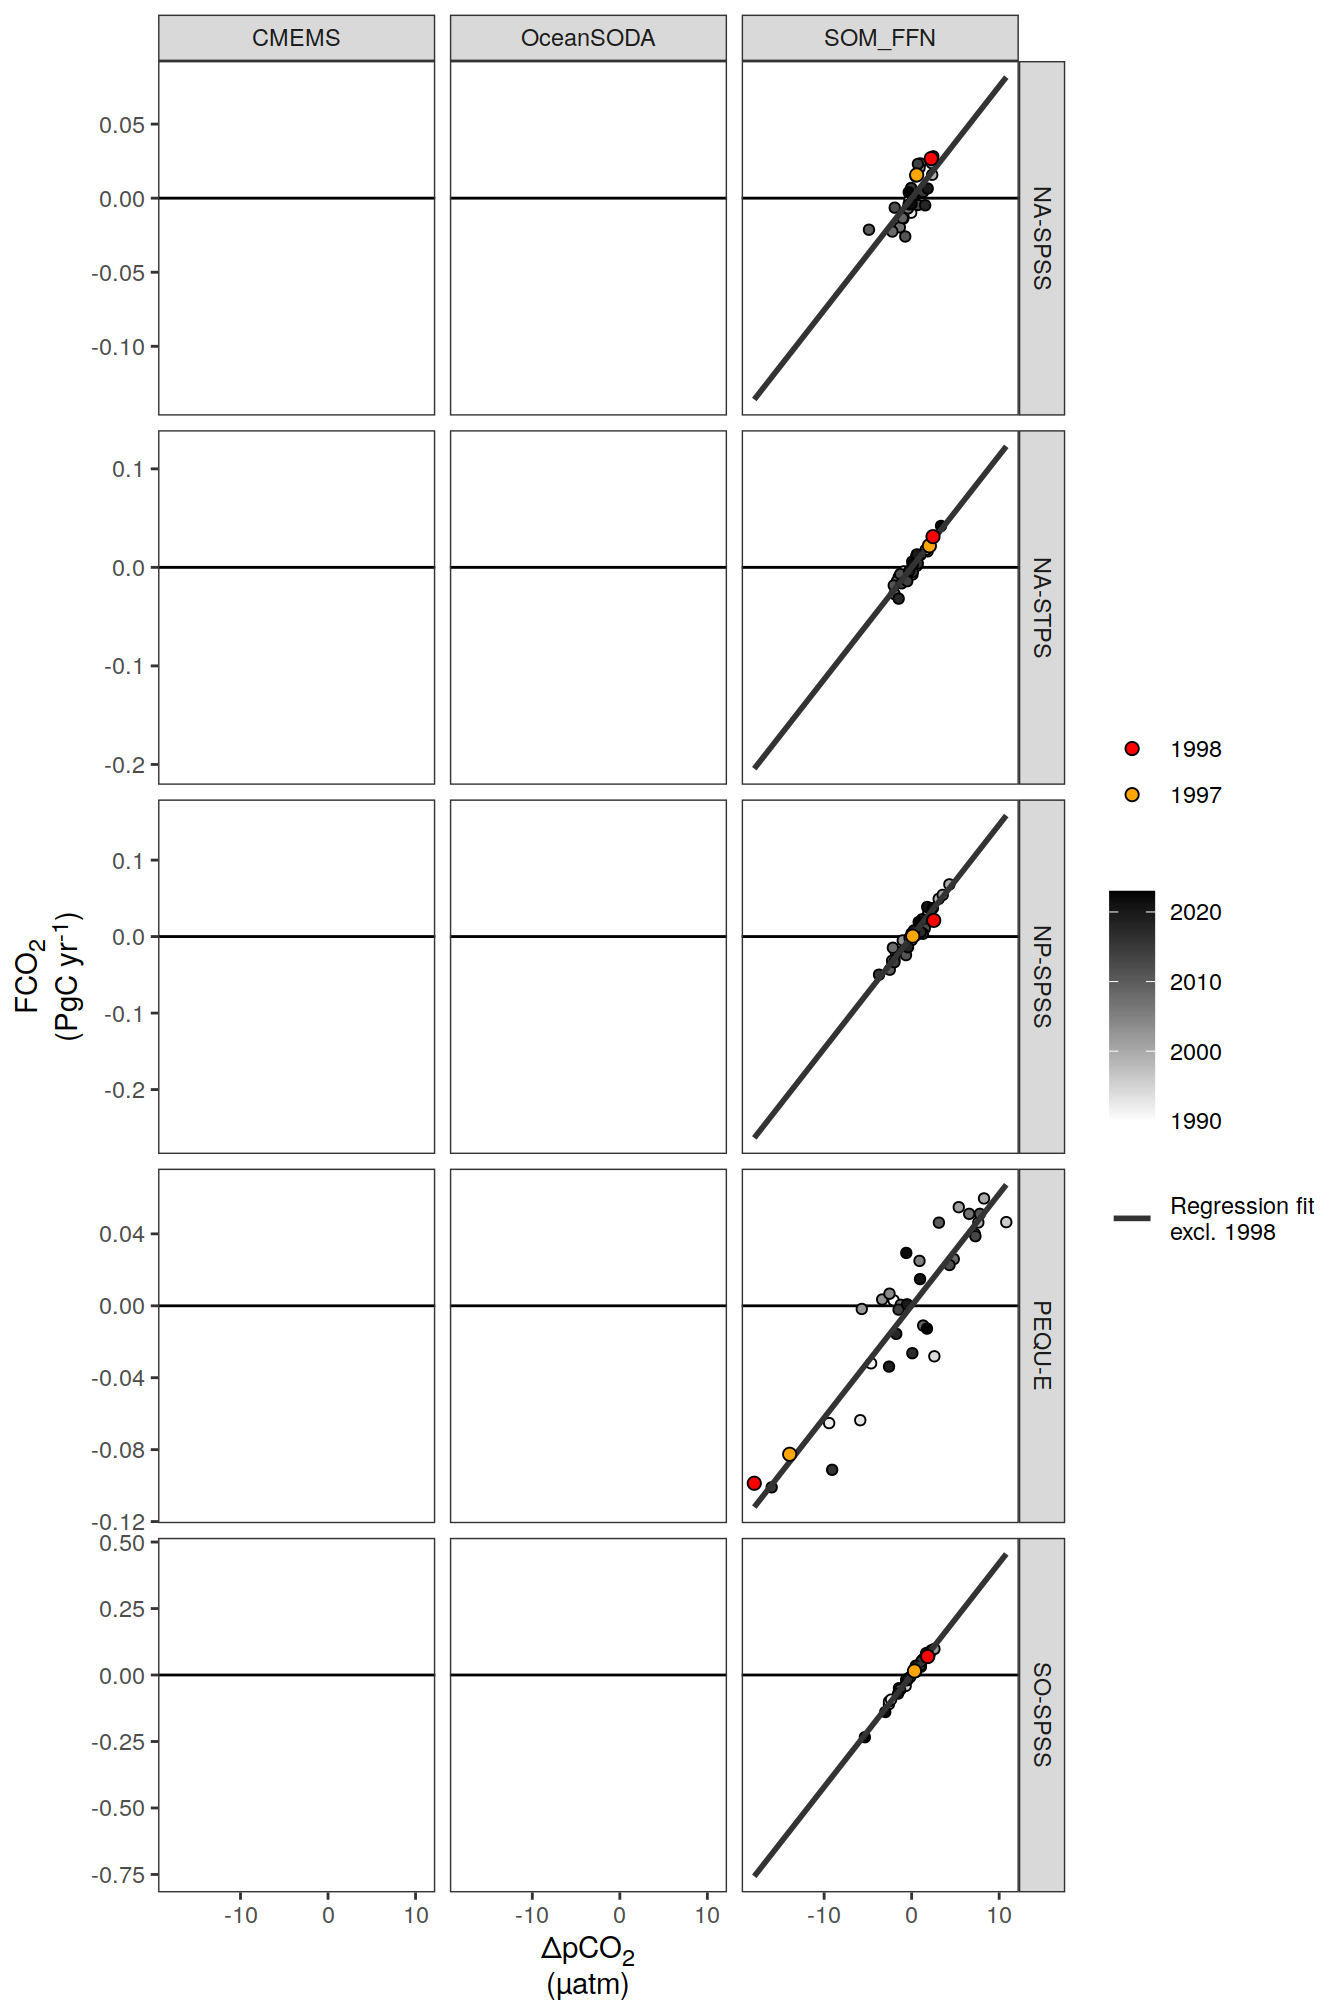 CMEMS OceanSODA SOM_FFN
0.05
0.00
-0.05
-0.10
NA-SPSS
0.1
0.0
-0.1
-0.2
NA-STPS
0.1
0.0
-0.1
-0.2
NP-SPSS
0.04
0.00
-0.04
-0.08
-0.12
PEQU-E
0.50
0.25
0.00
-0.25
-0.50
-0.75
SO-SPSS
-10 0 10 -10 0 10 -10 0 10
ΔpCO₂
(µatm)
FCO₂
(PgC yr⁻¹)
1998
1997
2020
2010
2000
1990
Regression fit
excl. 1998